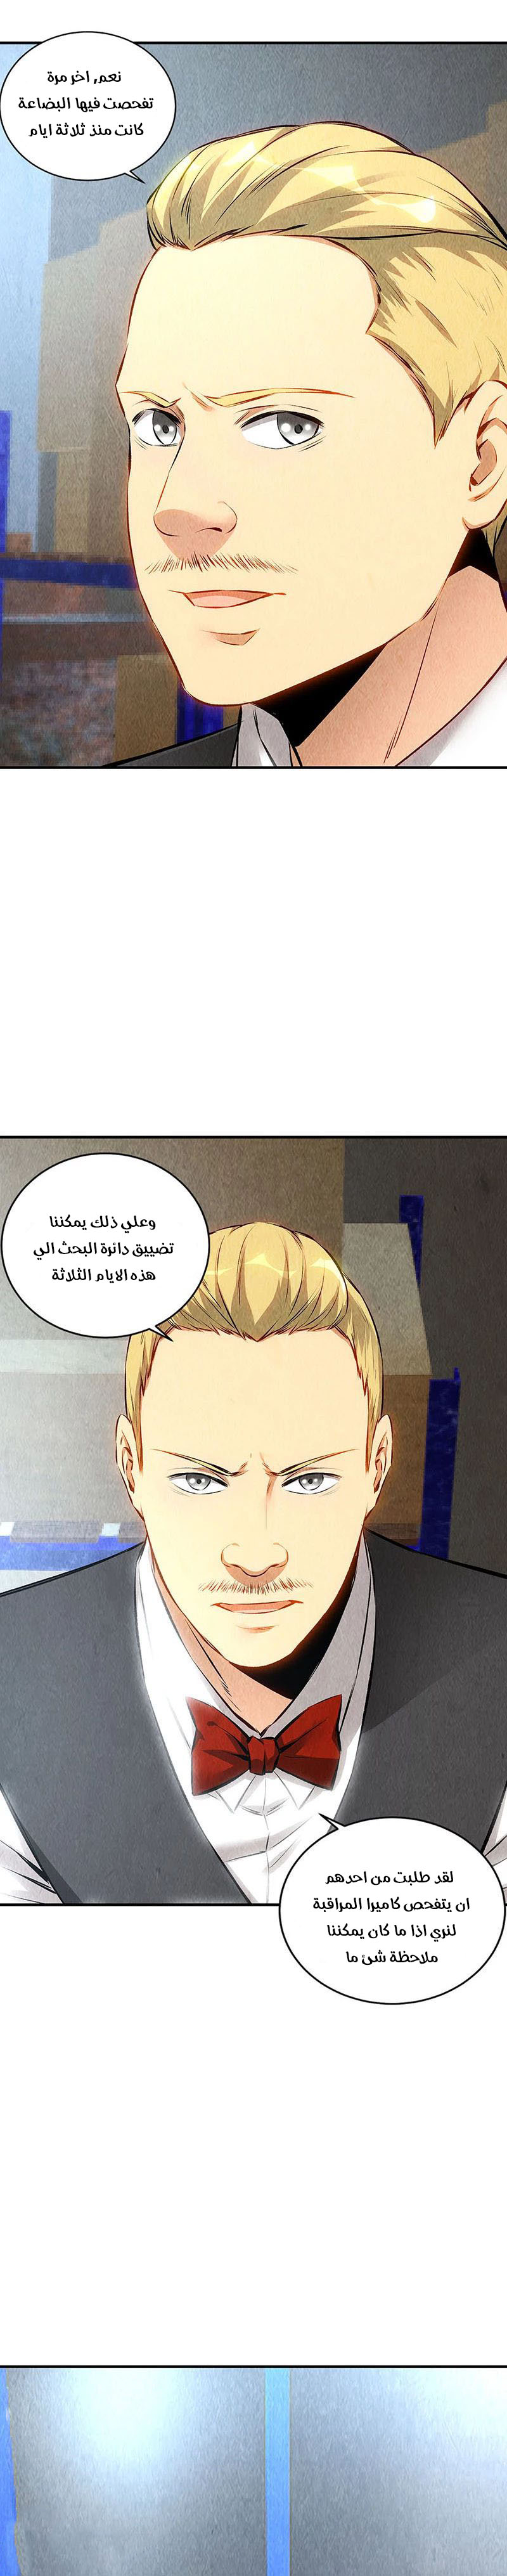 نعم, اخر مرة
تفحصت فيها البضاعة
كانت منذ ثلاثة ايام
وعلي ذلك يمكننا
تضييق دائرة البحث الي
هذه الايام الثلاثة
لقد طلبت من احدهم
ان يتفحص كاميرا المراقبة
لنري اذا ما كان يمكننا
ملاحظة شئ ما